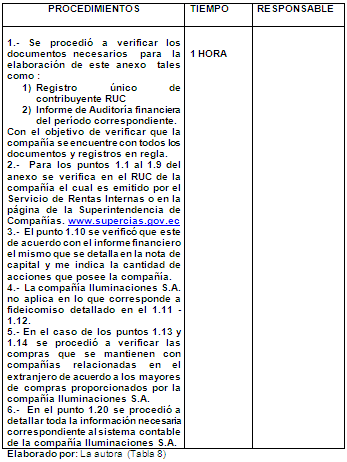 PROCEDIMIENTOS TIEMPO RESPONSABLE
1.- Se procedió a verificar los
documentos necesarios para la
elaboración de este anexo tales
como :
1) Registro único de
contribuyente RUC
2) Informe de Auditoría financiera
del período correspondiente.
Con el objetivo de verificar que la
compañía se encuentre con todos los
documentos y registros en regla.
2.- Para los puntos 1.1 al 1.9 del
anexo se verifica en el RUC de la
compañía el cual es emitido por el
Servicio de Rentas Internas o en la
página de la Superintendencia de
Compañías. www.supercias.gov.ec
3.- El punto 1.10 se verificó que este
de acuerdo con el informe financiero
el mismo que se detalla en la nota de
capital y me indica la cantidad de
acciones que posee la compañía.
4.- La compañía Iluminaciones S.A.
no aplica en lo que corresponde a
fideicomiso detallado en el 1.11 -
1.12.
5.- En el caso de los puntos 1.13 y
1.14 se procedió a verificar las
compras que se mantienen con
compañías relacionadas en el
extranjero de acuerdo a los mayores
de compras proporcionados por la
compañía Iluminaciones S.A.
6.- En el punto 1.20 se procedió a
detallar toda la información necesaria
correspondiente al sistema contable
de la compañía Iluminaciones S.A.
1 HORA
Elaborado por: La autora (Tabla 8)